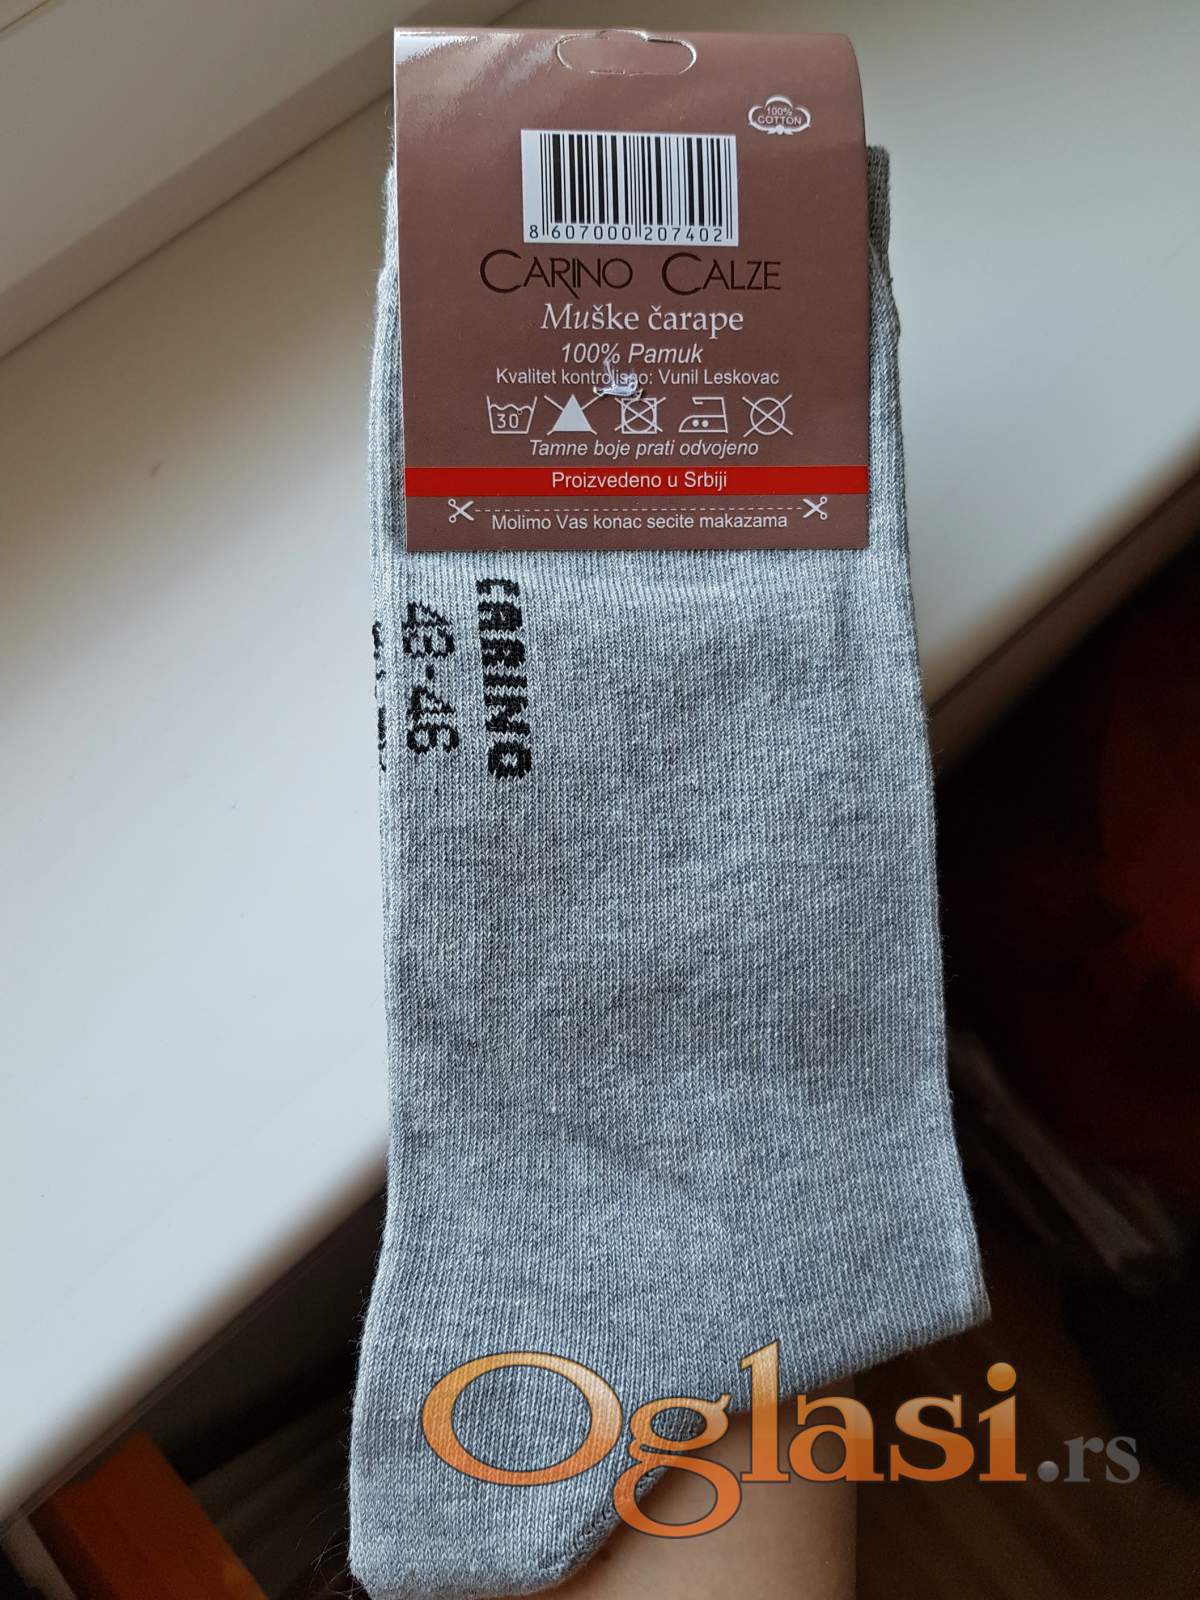 100%
COTTON
8 607000 207402
CARINO CALZE
Muške čarape
100% Pamuk
Kvalitet kontrolisao: Vunil Leskovac
30
Tamne boje prati odvojeno
Proizvedeno u Srbiji
Molimo Vas konac secite makazama
CARINO
43-46
Oglasi.rs